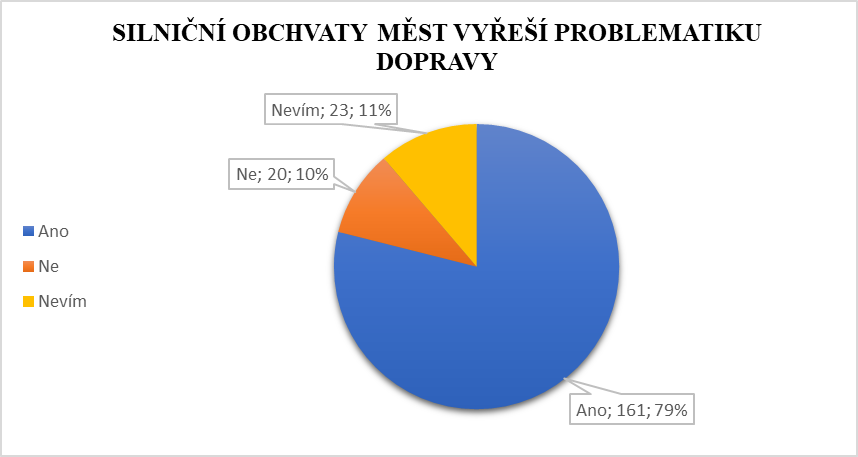 SILNIČNÍ OBCHVATY MĚST VYŘEŠÍ PROBLEMATIKU
DOPRAVY
Nevím; 23; 11%
Ne; 20; 10%
Ano
Ne
Nevím
Ano; 161; 79%